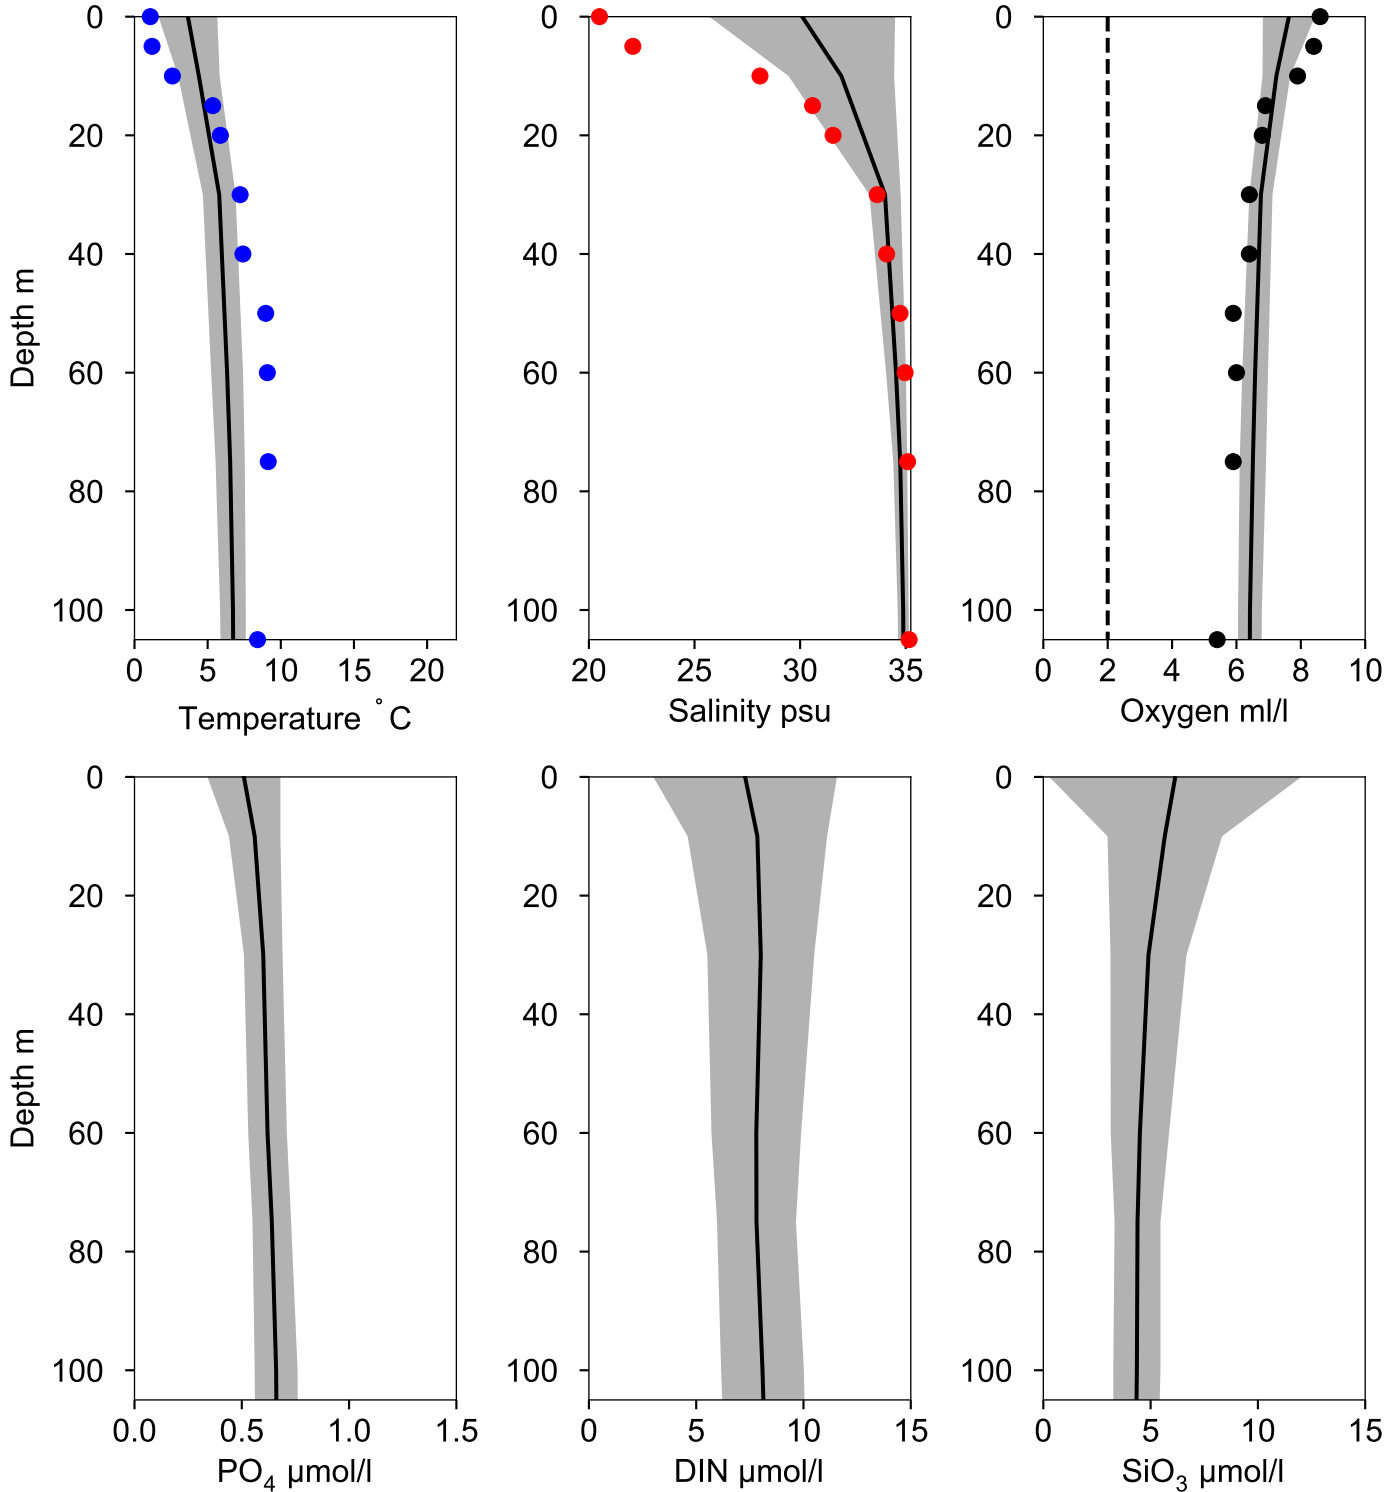 0
20
40
60
80
100
Depth m
0 5 10 15 20
Temperature °C
0
20
40
60
80
100
20 25 30 35
Salinity psu
0
20
40
60
80
100
0 2 4 6 8 10
Oxygen ml/l
0
20
40
60
80
100
Depth m
0.0 0.5 1.0 1.5
PO₄ µmol/l
0
20
40
60
80
100
0 5 10 15
DIN µmol/l
0
20
40
60
80
100
0 5 10 15
SiO₃ µmol/l